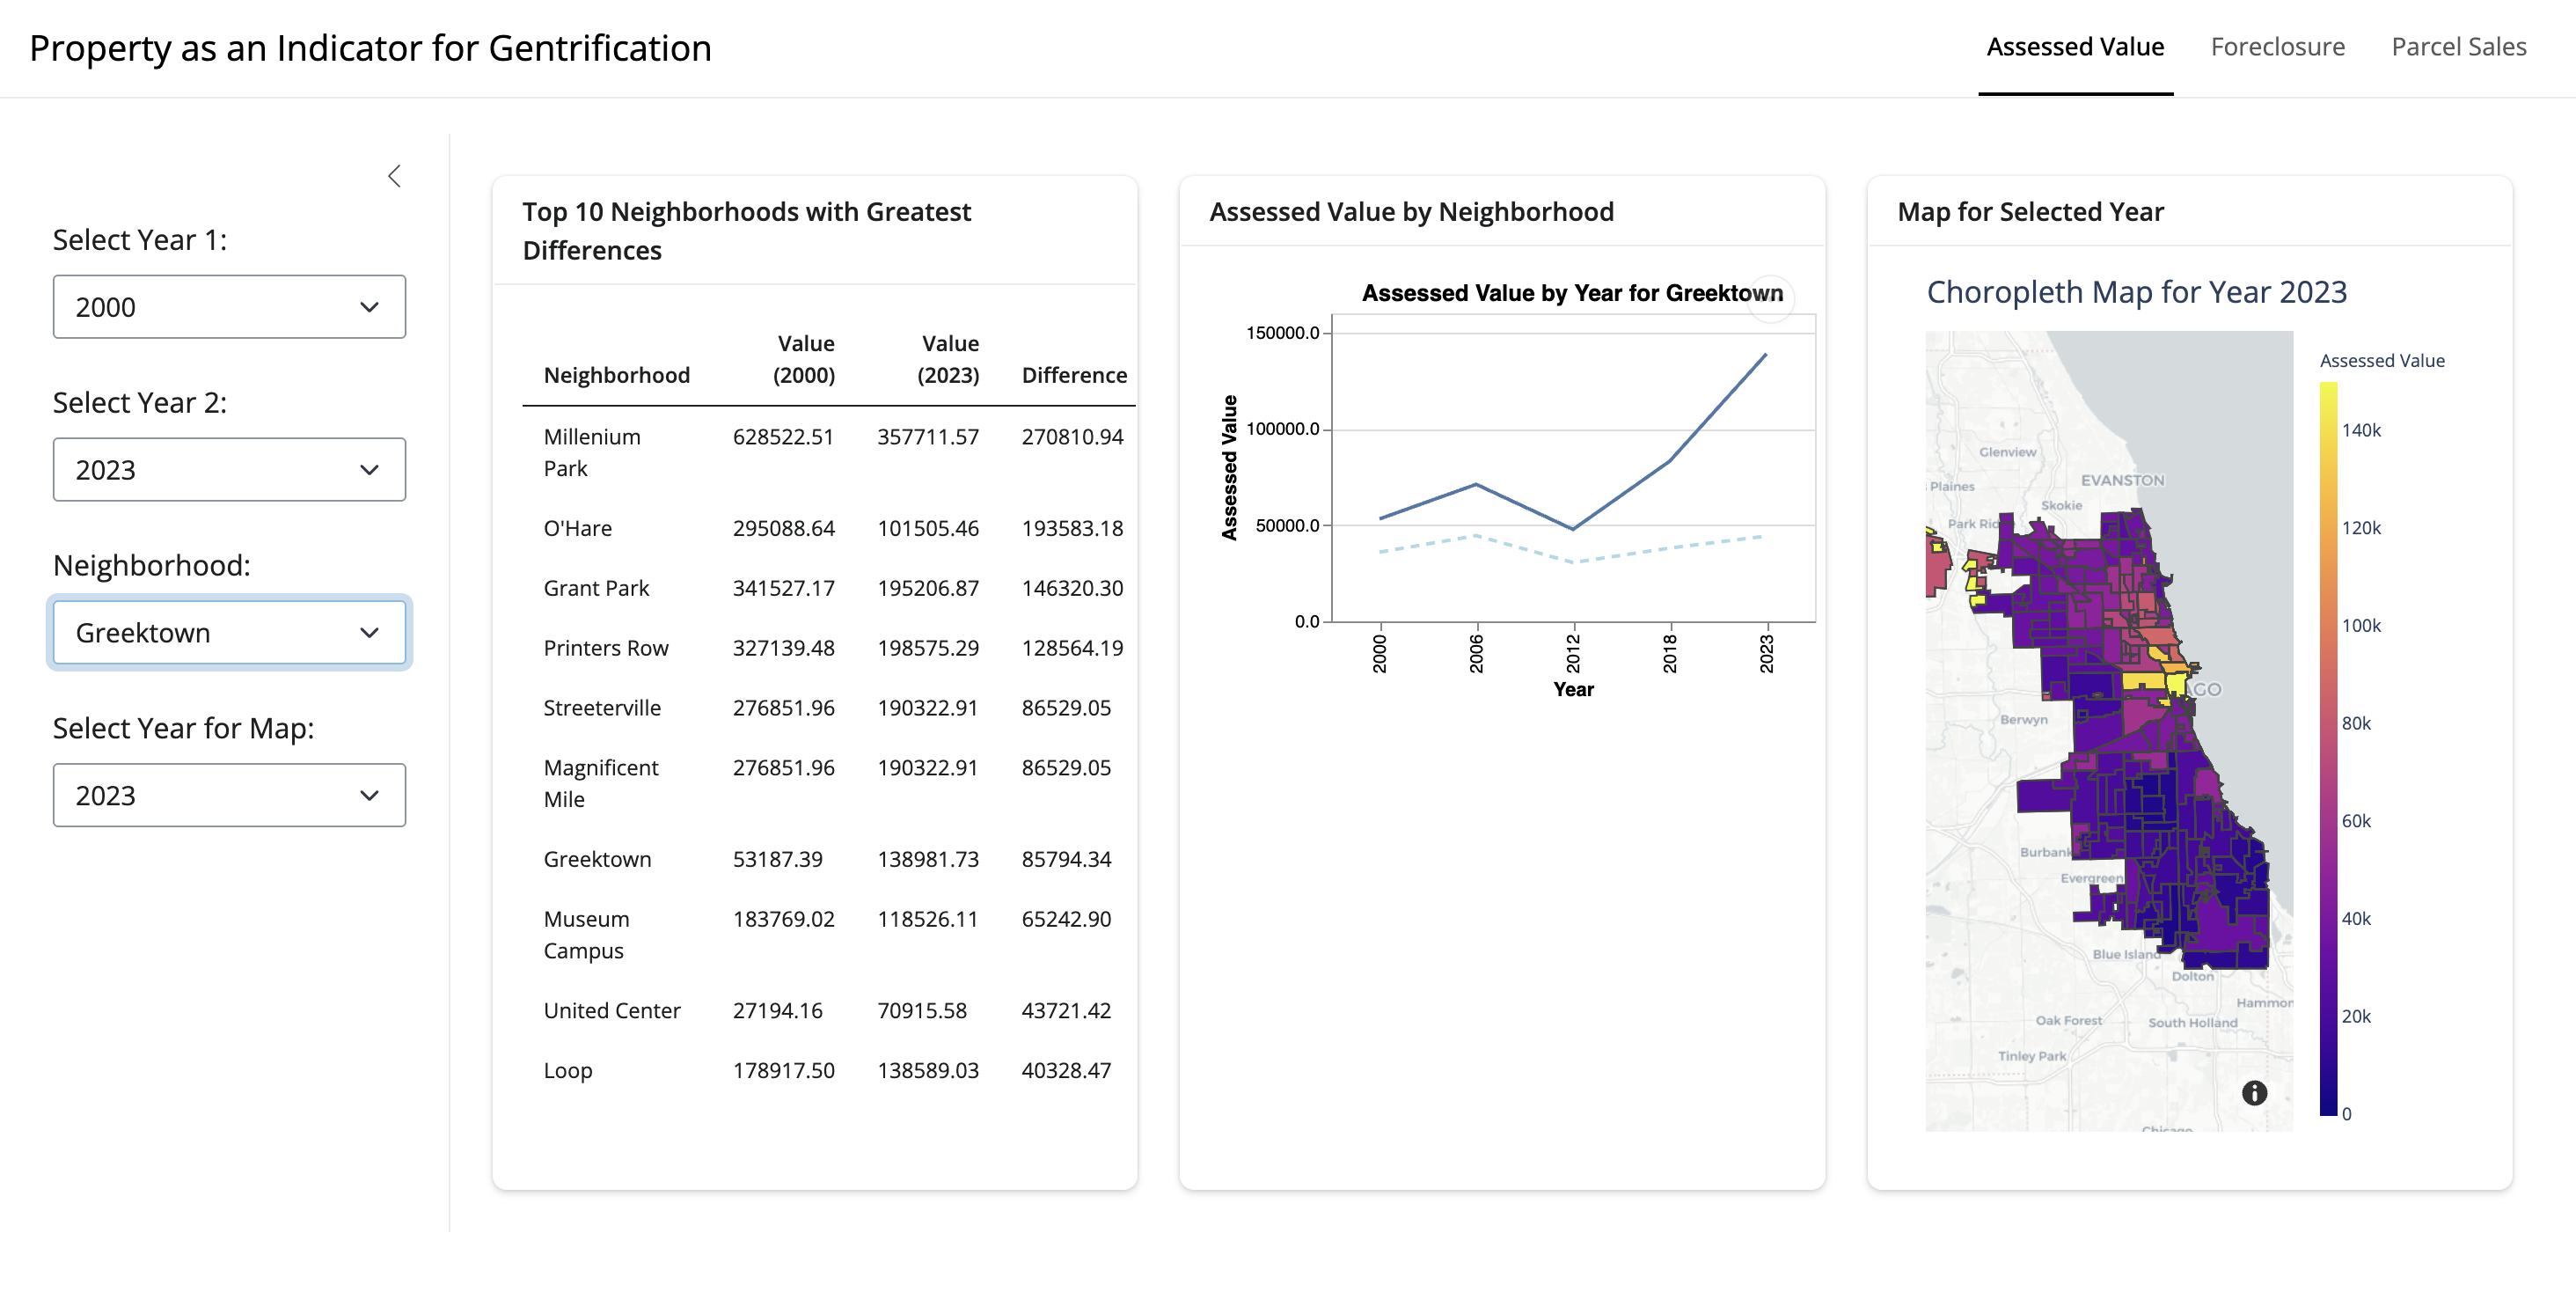 Property as an Indicator for Gentrification
Assessed Value
Foreclosure
Parcel Sales
Select Year 1:
2000
Select Year 2:
2023
Neighborhood:
Greektown
Select Year for Map:
2023
Top 10 Neighborhoods with Greatest
Differences
Neighborhood Value (2000) Value (2023) Difference
Millenium Park 628522.51 357711.57 270810.94
O'Hare 295088.64 101505.46 193583.18
Grant Park 341527.17 195206.87 146320.30
Printers Row 327139.48 198575.29 128564.19
Streeterville 276851.96 190322.91 86529.05
Magnificent Mile 276851.96 190322.91 86529.05
Greektown 53187.39 138981.73 85794.34
Museum Campus 183769.02 118526.11 65242.90
United Center 27194.16 70915.58 43721.42
Loop 178917.50 138589.03 40328.47
Assessed Value by Neighborhood
Assessed Value by Year for Greektown
Assessed Value
150000.0
100000.0
50000.0
0.0
2000 2006 2012 2018 2023
Year
Map for Selected Year
Choropleth Map for Year 2023
Assessed Value
140k
120k
100k
80k
60k
40k
20k
0
Glenview
EVANSTON
Plaines
Skokie
Park Rid
AGO
Berwyn
Burbank
Evergreen
Blue Island
Dolton
Hammon
Oak Forest
South Holland
Tinley Park